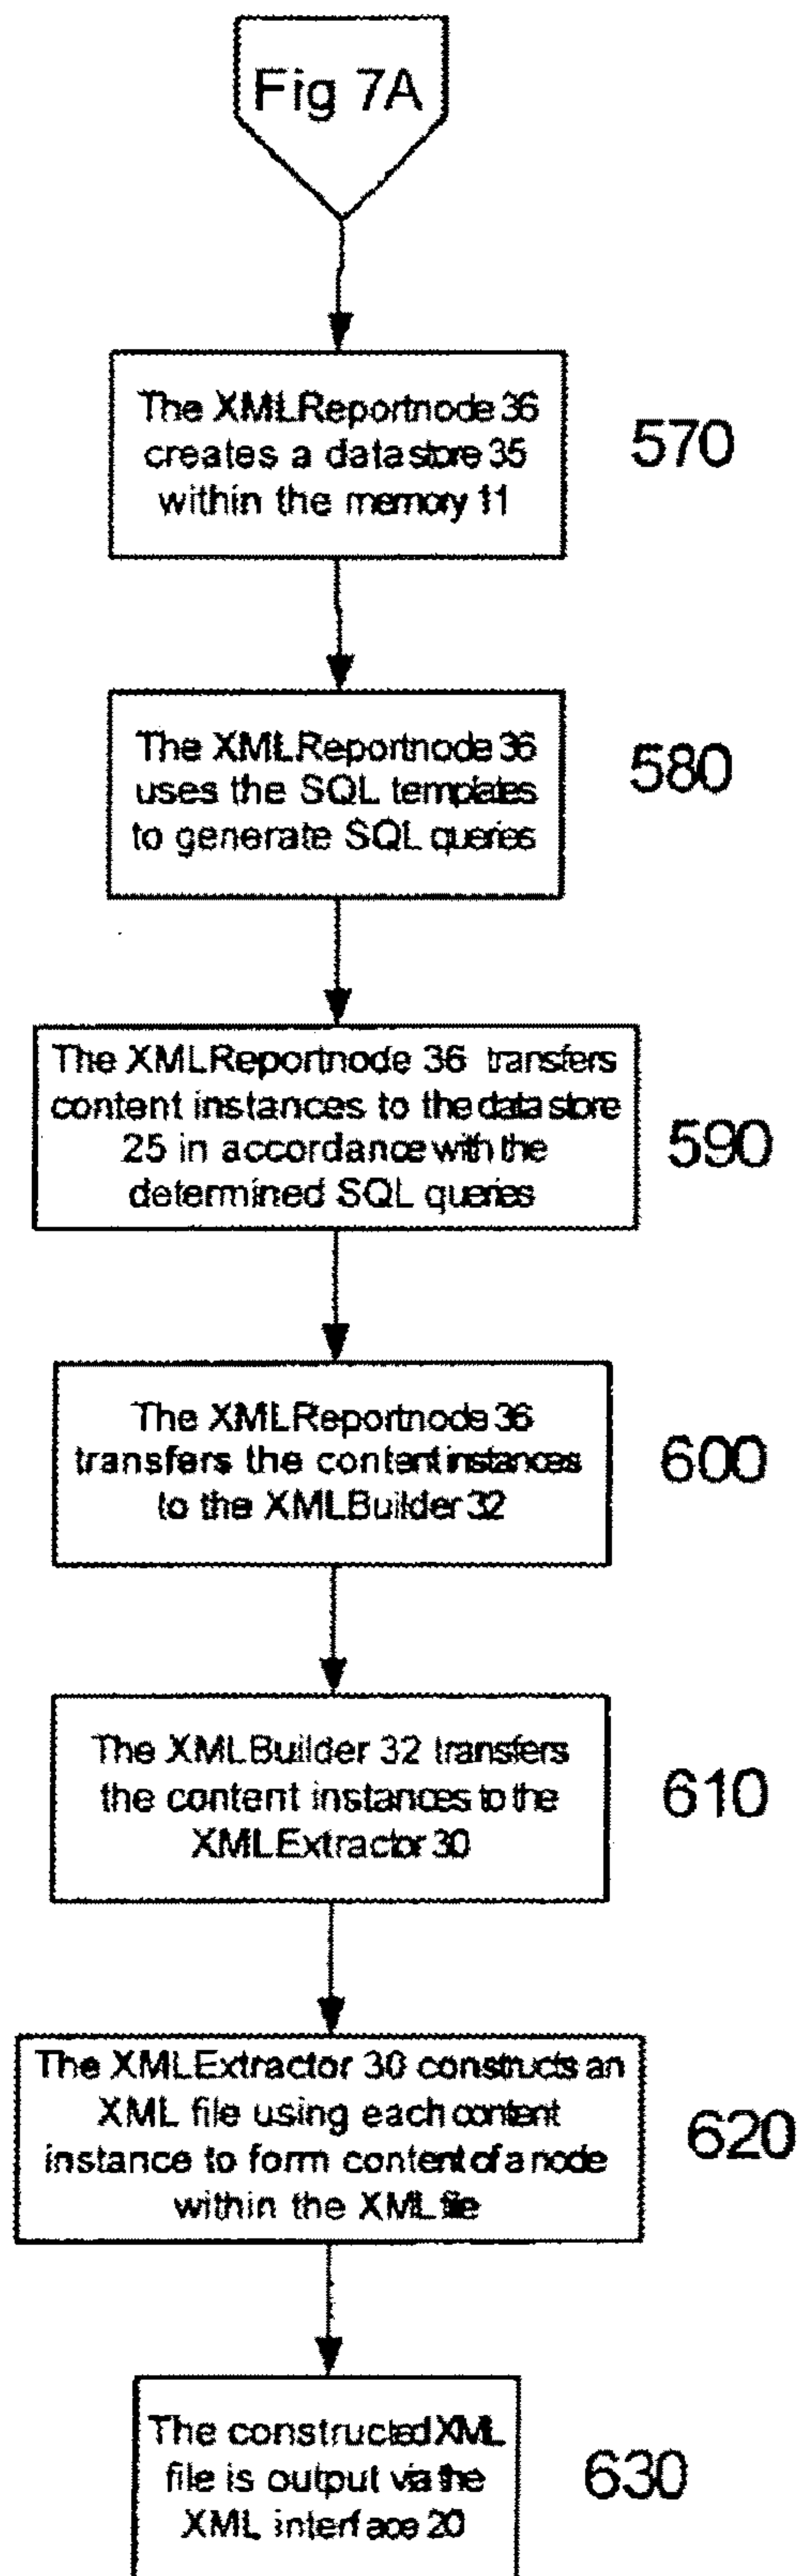 Fig 7A
The XMLReportnode 36
creates a data store 35
within the memory 11
570
The XMLReportnode 36
uses the SQL templates
to generate SQL queries
580
The XMLReportnode 36 transfers
content instances to the data store
25 in accordance with the
determined SQL queries
590
The XMLReportnode 36
transfers the content instances
to the XMLBuilder 32
600
The XMLBuilder 32 transfers
the content instances to the
XMLExtractor 30
610
The XMLExtractor 30 constructs an
XML file using each content
instance to form content of a node
within the XML file
620
The constructed XML
file is output via the
XML interface 20
630